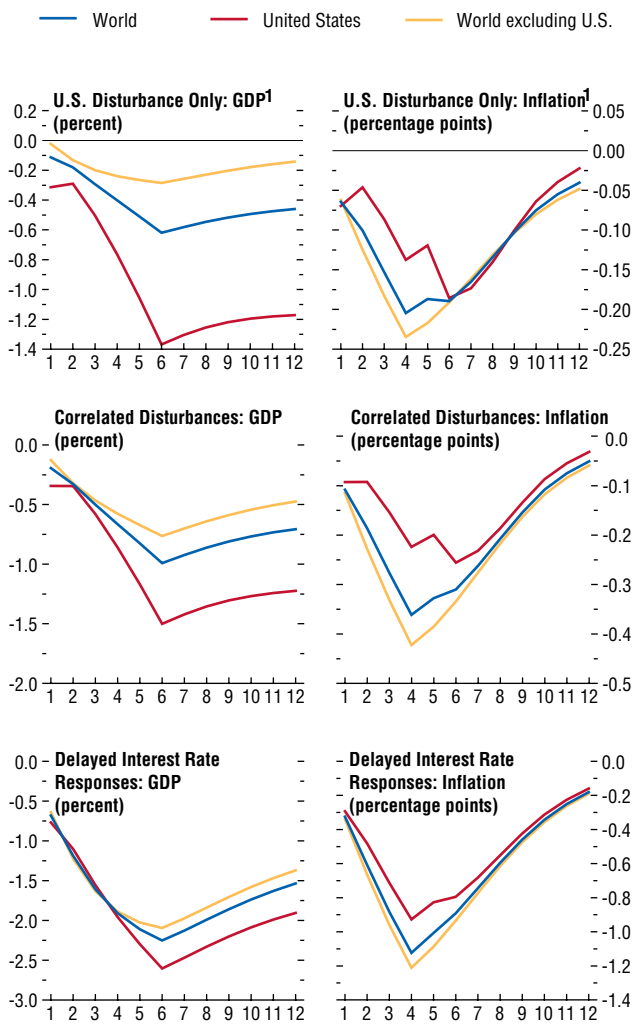 World United States World excluding U.S.
U.S. Disturbance Only: GDP1
(percent)
0.2
0.0
-0.2
-0.4
-0.6
-0.8
-1.0
-1.2
-1.4
1 2 3 4 5 6 7 8 9 10 11 12
U.S. Disturbance Only: Inflation1
(percentage points)
0.05
0.00
-0.05
-0.10
-0.15
-0.20
-0.25
1 2 3 4 5 6 7 8 9 10 11 12
Correlated Disturbances: GDP
(percent)
0.0
-0.5
-1.0
-1.5
-2.0
1 2 3 4 5 6 7 8 9 10 11 12
Correlated Disturbances: Inflation
(percentage points)
0.0
-0.1
-0.2
-0.3
-0.4
-0.5
1 2 3 4 5 6 7 8 9 10 11 12
Delayed Interest Rate
Responses: GDP
(percent)
0.0
-0.5
-1.0
-1.5
-2.0
-2.5
-3.0
1 2 3 4 5 6 7 8 9 10 11 12
Delayed Interest Rate
Responses: Inflation
(percentage points)
0.0
-0.2
-0.4
-0.6
-0.8
-1.0
-1.2
-1.4
1 2 3 4 5 6 7 8 9 10 11 12